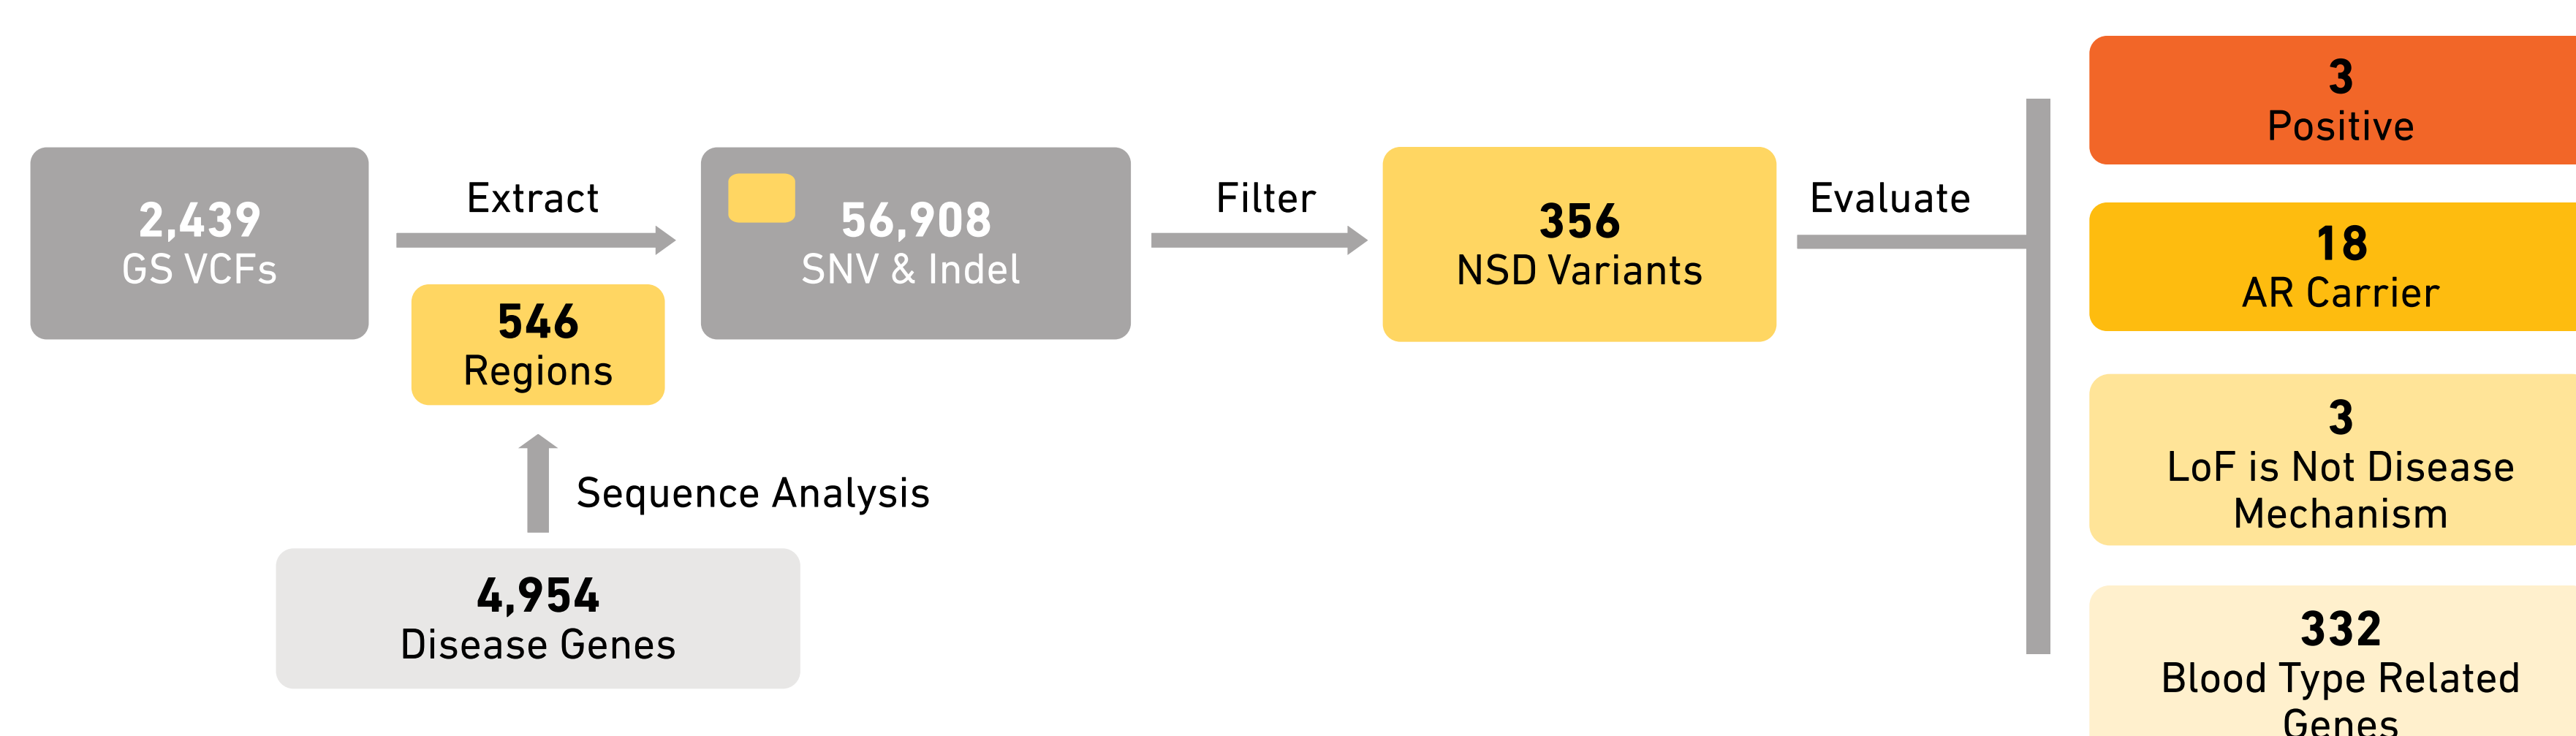 2,439
GS VCFs
Extract
546
Regions
Sequence Analysis
4,954
Disease Genes
56,908
SNV & Indel
Filter
356
NSD Variants
Evaluate
3
Positive
18
AR Carrier
3
LoF is Not Disease
Mechanism
332
Blood Type Related
Genes